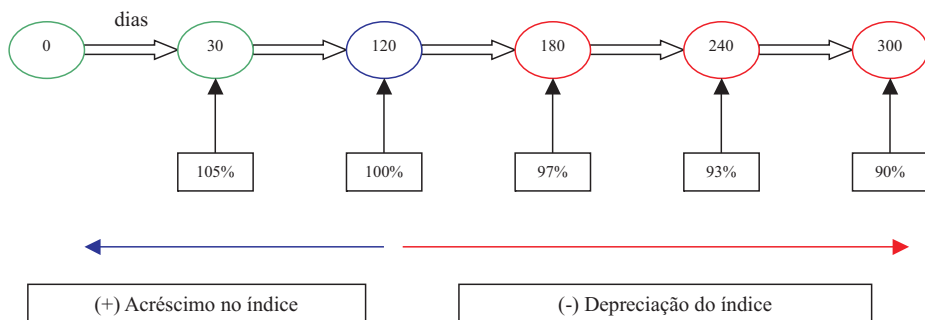 dias
0 30 120 180 240 300
105% 100% 97% 93% 90%
(+) Acréscimo no índice
(-) Depreciação do índice